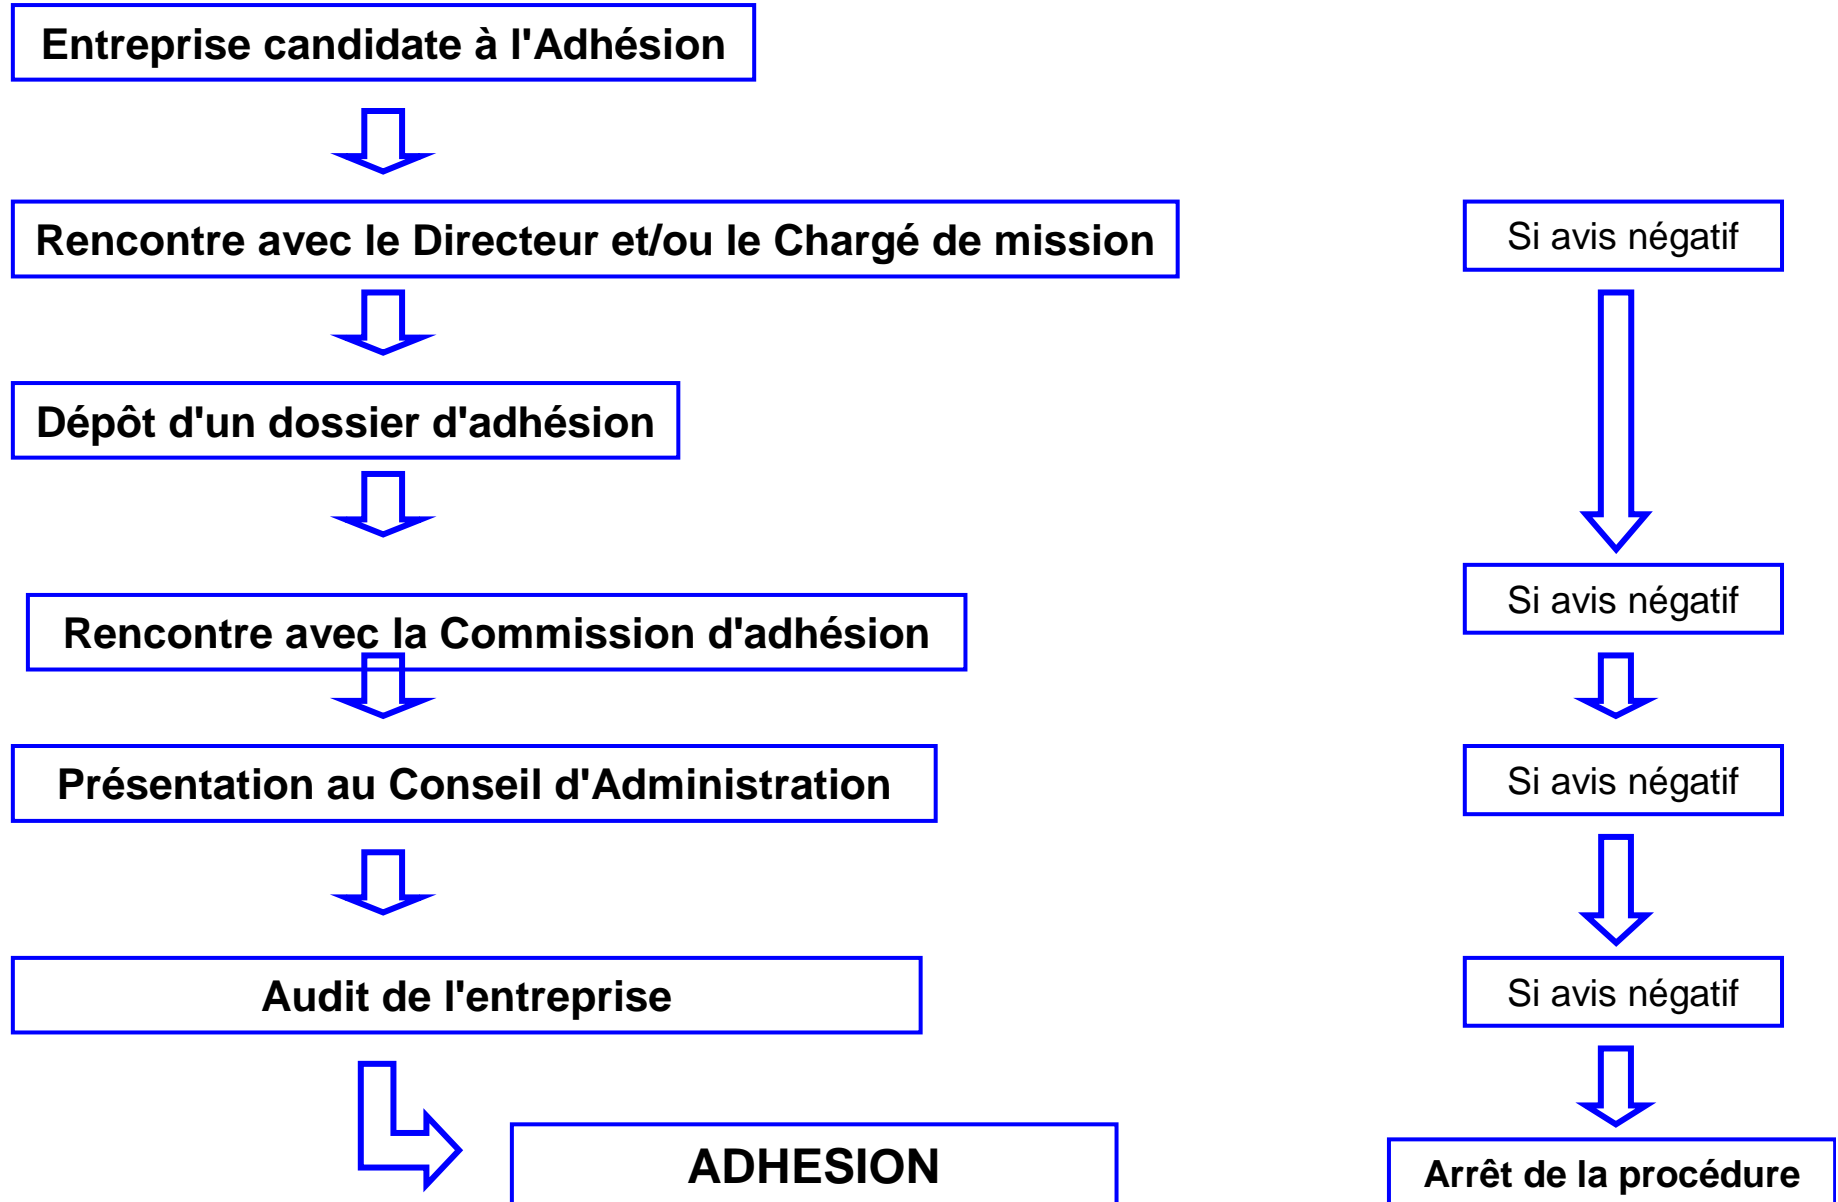 Entreprise candidate à l'Adhésion
Rencontre avec le Directeur et/ou le Chargé de mission
Si avis négatif
Dépôt d'un dossier d'adhésion
Rencontre avec la Commission d'adhésion
Si avis négatif
Présentation au Conseil d'Administration
Si avis négatif
Audit de l'entreprise
Si avis négatif
ADHESION
Arrêt de la procédure